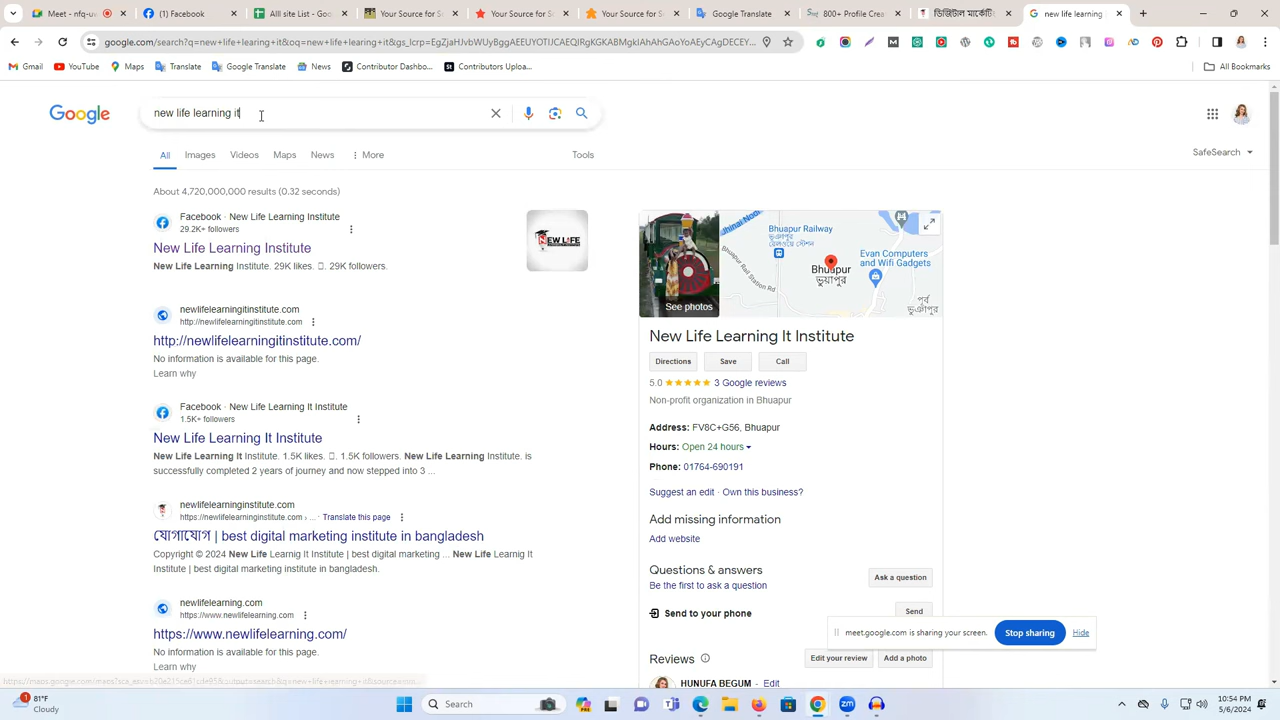 (1) Facebook
All list in st
Screenshot
Your Source for S
Your Source for S
Google Translate
800+ Profile Crea
ডিজিটাল মার্কেটি
new life learning
google.com/search?q=new+life+learing+it&oq=new+life+learing+it&gs_lcrp=
Gmail
YouTube
Maps
Translate
Google Translate
News
Contributor Dashbo...
Contributors Uploa...
All Bookmarks
Google
new life learning it
All
Images
Videos
Maps
News
More
Tools
SafeSearch
About 4,720,000,000 results (0.32 seconds)
Facebook · New Life Learning Institute
29.2K+ followers
New Life Learning Institute
New Life Learning Institute. 29K likes. 29K followers.
NEW LIFE
newlifelearningitinstitute.com
http://newlifelearningitinstitute.com
http://newlifelearningitinstitute.com/
No information is available for this page.
Learn why
Facebook · New Life Learning It Institute
1.5K+ followers
New Life Learning It Institute
New Life Learning It Institute. 1.5K likes. 1.5K followers. New Life Learning Institute. is
successfully completed 2 years of journey and now stepped into 3 ...
newlifelearninginstitute.com
https://newlifelearninginstitute.com › ... · Translate this page
যোগাযোগ | best digital marketing institute in bangladesh
Copyright © 2024 New Life Learnig It Institute | best digital marketing ... New Life Learnig It
Institute | best digital marketing institute in bangladesh.
newlifelearning.com
https://www.newlifelearning.com
https://www.newlifelearning.com/
No information is available for this page.
Learn why
See photos
Bhuapur Railway
ভুঞাপুর
রেলওয়ে স্টেশন
Bhuapur Rail Station Rd
Bhuapur
ভুয়াপুর
Evan Computers
and Wifi Gadgets
পূর্ব
ভূঞাপুর
New Life Learning It Institute
Directions
Save
Call
5.0 ★★★★★ 3 Google reviews
Non-profit organization in Bhuapur
Address: FV8C+G56, Bhuapur
Hours: Open 24 hours
Phone: 01764-690191
Suggest an edit · Own this business?
Add missing information
Add website
Questions & answers
Be the first to ask a question
Ask a question
Send to your phone
Send
meet.google.com is sharing your screen.
Stop sharing
Hide
Reviews
Edit your review
Add a photo
HUNUFA BEGUM · Edit
81°F
Cloudy
Search
10:54 PM
5/6/2024